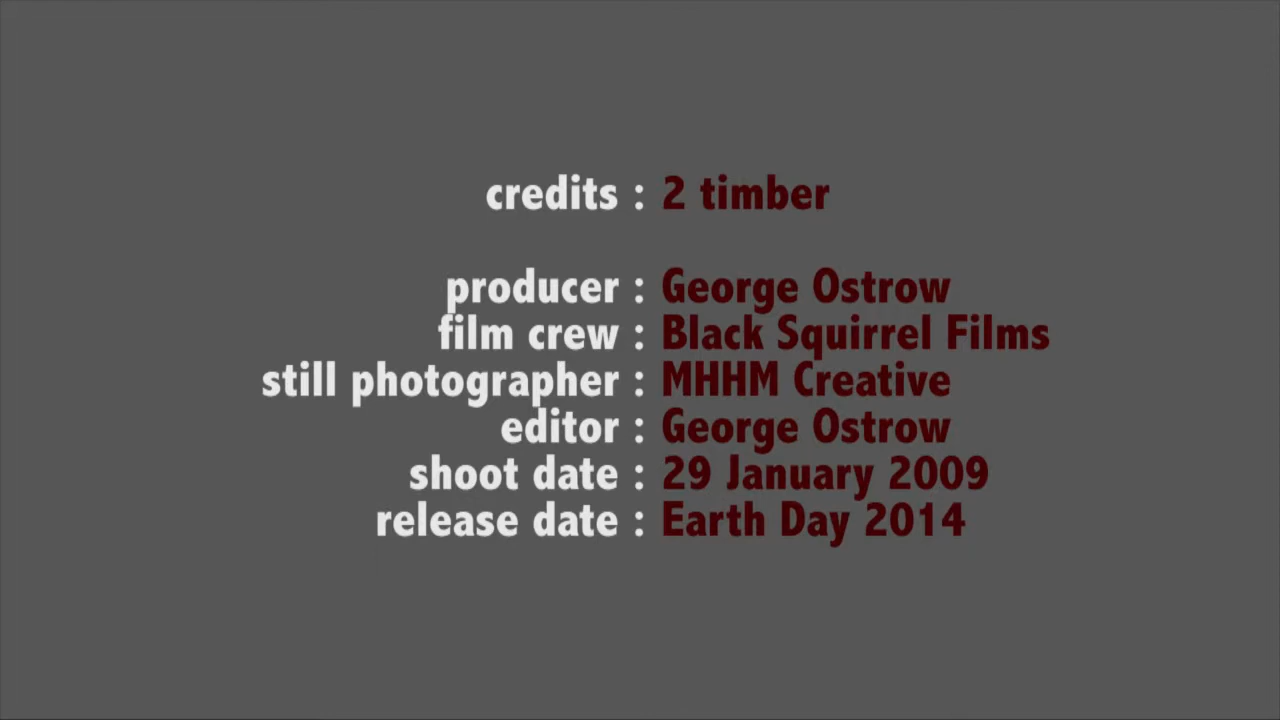 credits : 2 timber
producer : George Ostrow
film crew : Black Squirrel Films
still photographer : MHHM Creative
editor : George Ostrow
shoot date : 29 January 2009
release date : Earth Day 2014